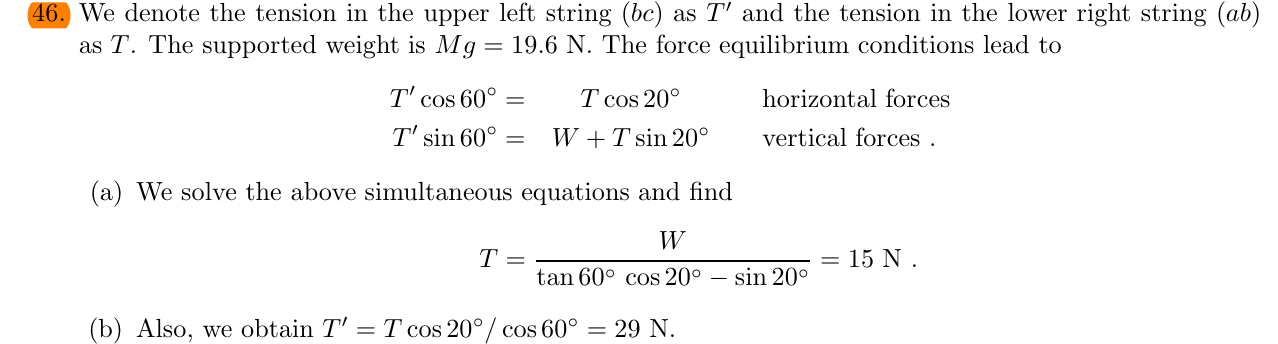 46. We denote the tension in the upper left string (bc) as T′ and the tension in the lower right string (ab)
as T. The supported weight is Mg = 19.6 N. The force equilibrium conditions lead to
T′ cos 60° = T cos 20° horizontal forces
T′ sin 60° = W + T sin 20° vertical forces .
(a) We solve the above simultaneous equations and find
T = W / tan 60° cos 20° − sin 20° = 15 N .
(b) Also, we obtain T′ = T cos 20°/ cos 60° = 29 N.